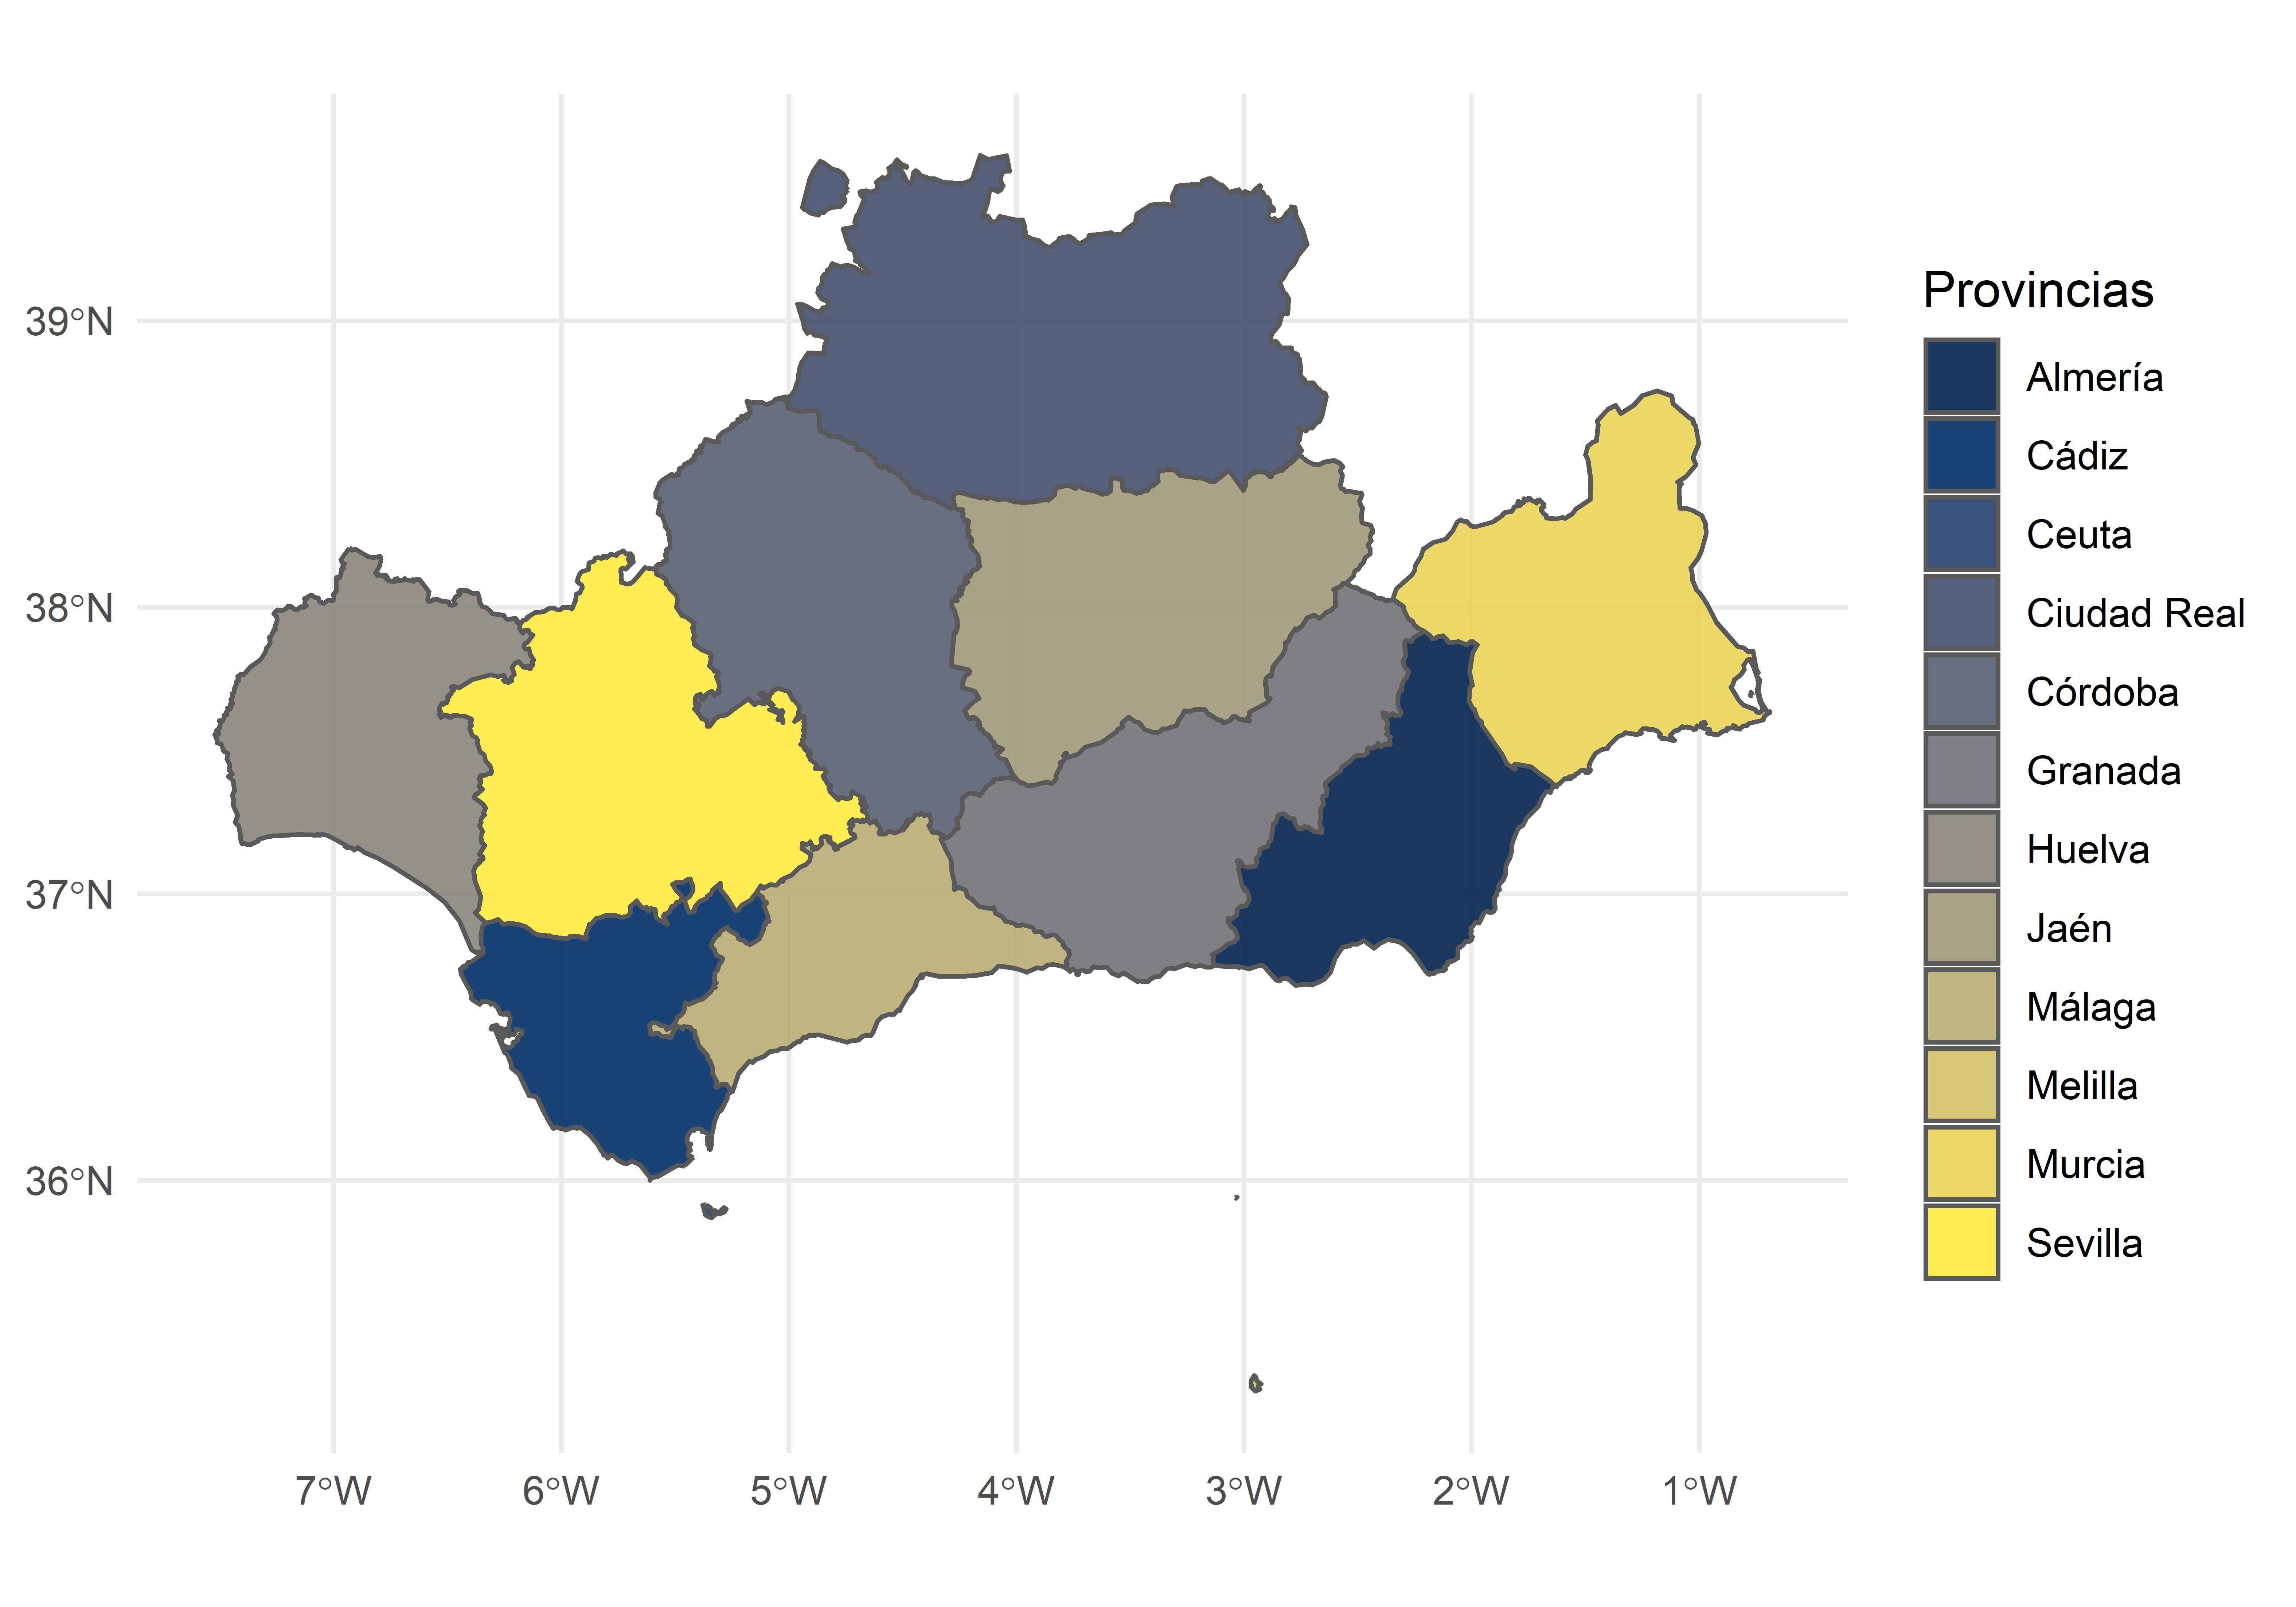 39°N
38°N
37°N
36°N
7°W
6°W
5°W
4°W
3°W
2°W
1°W
Provincias
Almería
Cádiz
Ceuta
Ciudad Real
Córdoba
Granada
Huelva
Jaén
Málaga
Melilla
Murcia
Sevilla